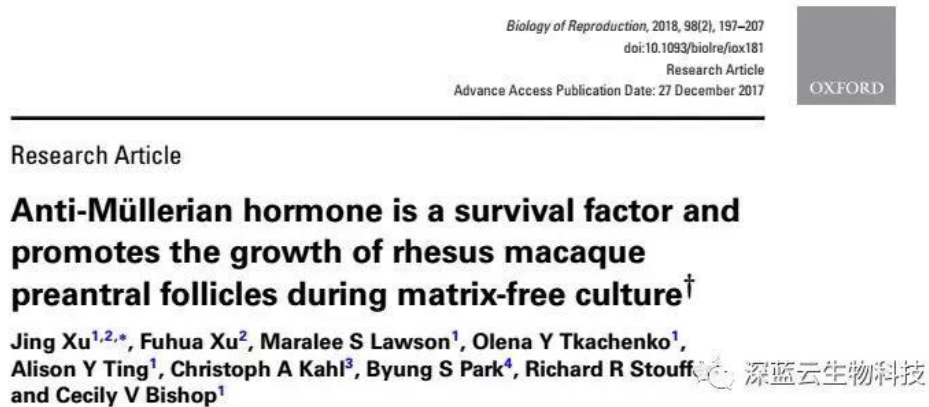 Biology of Reproduction, 2018, 98(2), 197–207
doi:10.1093/biolre/iox181
Research Article
Advance Access Publication Date: 27 December 2017
OXFORD
Research Article
Anti-Müllerian hormone is a survival factor and
promotes the growth of rhesus macaque
preantral follicles during matrix-free culture†
Jing Xu1,2,*, Fuhua Xu2, Maralee S Lawson1, Olena Y Tkachenko1,
Alison Y Ting1, Christoph A Kahl3, Byung S Park4, Richard R
and Cecily V Bishop1
深蓝云生物科技